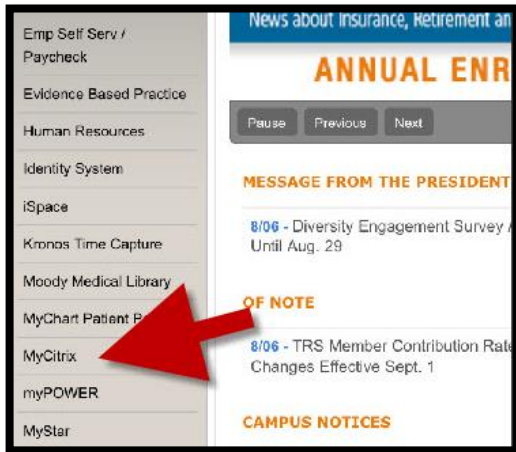 Emp Self Serv /
Paycheck
Evidence Based Practice
Human Resources
Identity System
iSpace
Kronos Time Capture
Moody Medical Library
MyChart Patient
MyCitrix
myPOWER
MyStar
News about Insurance, Retirement
ANNUAL
Pause Previous Next
MESSAGE FROM THE PRESIDENT
8/06 - Diversity Engagement Survey
Until Aug. 29
OF NOTE
8/06 - TRS Member Contribution Rate
Changes Effective Sept. 1
CAMPUS NOTICES